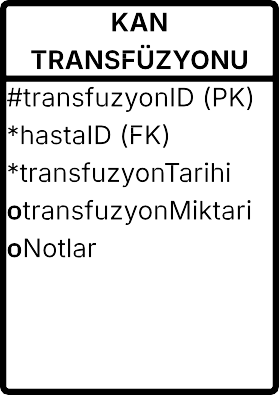 KAN
TRANSFÜZYONU
#transfuzyonID (PK)
*hastaID (FK)
*transfuzyonTarihi
otransfuzyonMiktari
oNotlar